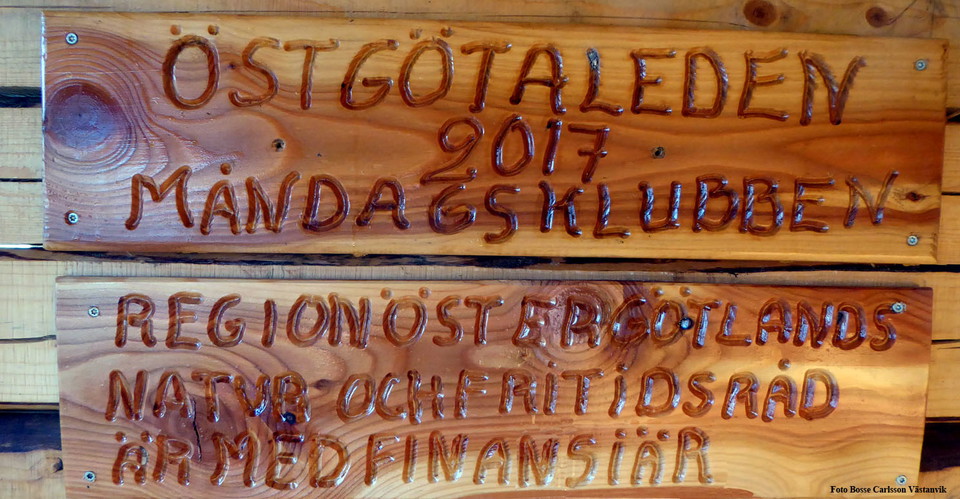 ÖSTGÖTALEDEN
2017
MÅNDAGSKLUBBEN
REGION ÖSTERGÖTLANDS
NATUR OCH FRITIDSRÅD
ÄR MEDFINANSIÄR
Foto Bosse Carlsson Västanvik